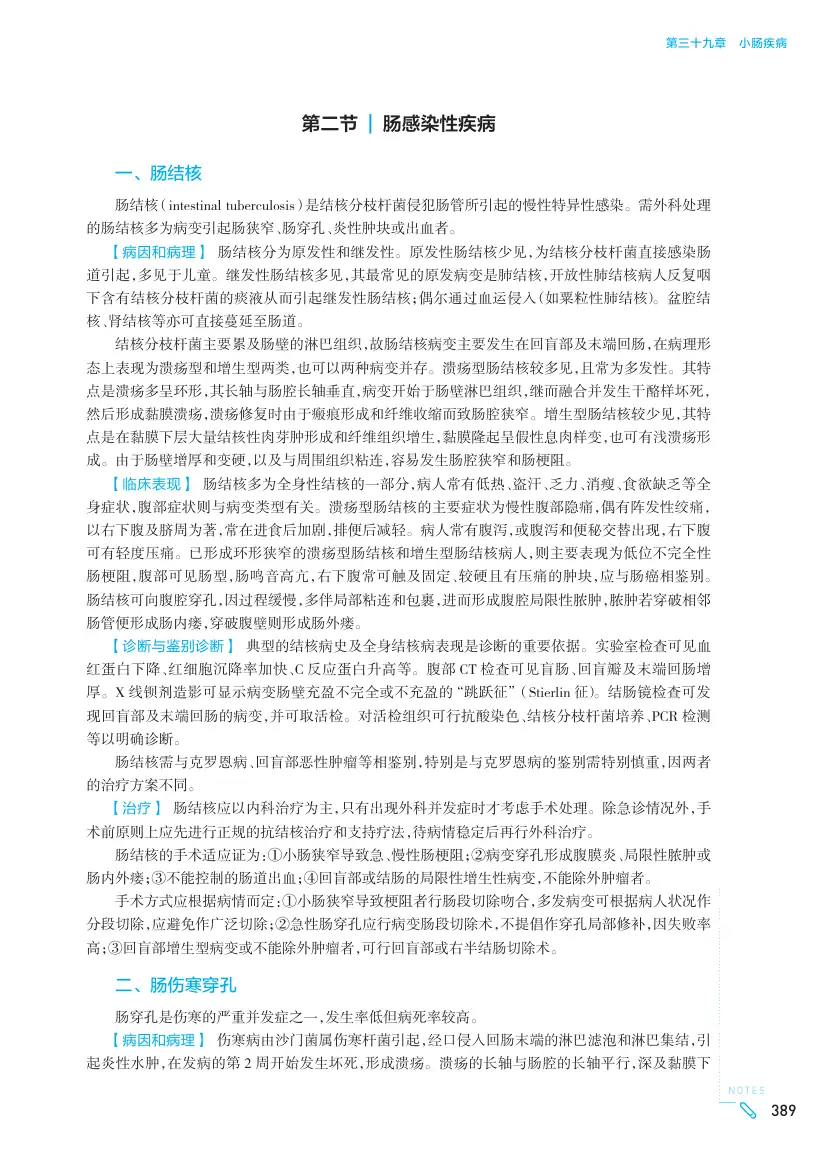 第三十九章 小肠疾病
第二节 | 肠感染性疾病
一、肠结核
肠结核（intestinal tuberculosis）是结核分枝杆菌侵犯肠管所引起的慢性特异性感染。需外科处理
的肠结核多为病变引起肠狭窄、肠穿孔、炎性肿块或出血者。
【病因和病理】 肠结核分为原发性和继发性。原发性肠结核少见，为结核分枝杆菌直接感染肠
道引起，多见于儿童。继发性肠结核多见，其最常见的原发病变是肺结核，开放性肺结核病人反复咽
下含有结核分枝杆菌的痰液从而引起继发性肠结核；偶尔通过血运侵入（如粟粒性肺结核）。盆腔结
核、肾结核等亦可直接蔓延至肠道。
结核分枝杆菌主要累及肠壁的淋巴组织，故肠结核病变主要发生在回盲部及末端回肠，在病理形
态上表现为溃疡型和增生型两类，也可以两种病变并存。溃疡型肠结核较多见，且常为多发性。其特
点是溃疡多呈环形，其长轴与肠腔长轴垂直，病变开始于肠壁淋巴组织，继而融合并发生干酪样坏死，
然后形成黏膜溃疡，溃疡修复时由于瘢痕形成和纤维收缩而致肠腔狭窄。增生型肠结核较少见，其特
点是在黏膜下层大量结核性肉芽肿形成和纤维组织增生，黏膜隆起呈假性息肉样变，也可有浅溃疡形
成。由于肠壁增厚和变硬，以及与周围组织粘连，容易发生肠腔狭窄和肠梗阻。
【临床表现】 肠结核多为全身性结核的一部分，病人常有低热、盗汗、乏力、消瘦、食欲缺乏等全
身症状，腹部症状则与病变类型有关。溃疡型肠结核的主要症状为慢性腹部隐痛，偶有阵发性绞痛，
以右下腹及脐周为著，常在进食后加剧，排便后减轻。病人常有腹泻，或腹泻和便秘交替出现，右下腹
可有轻度压痛。已形成环形狭窄的溃疡型肠结核和增生型肠结核病人，则主要表现为低位不完全性
肠梗阻，腹部可见肠型，肠鸣音高亢，右下腹常可触及固定、较硬且有压痛的肿块，应与肠癌相鉴别。
肠结核可向腹腔穿孔，因过程缓慢，多伴局部粘连和包裹，进而形成腹腔局限性脓肿，脓肿若穿破相邻
肠管便形成肠内瘘，穿破腹壁则形成肠外瘘。
【诊断与鉴别诊断】 典型的结核病史及全身结核病表现是诊断的重要依据。实验室检查可见血
红蛋白下降、红细胞沉降率加快、C 反应蛋白升高等。腹部 CT 检查可见盲肠、回盲瓣及末端回肠增
厚。X 线钡剂造影可显示病变肠壁充盈不完全或不充盈的“跳跃征”（Stierlin 征）。结肠镜检查可发
现回盲部及末端回肠的病变，并可取活检。对活检组织可行抗酸染色、结核分枝杆菌培养、PCR 检测
等以明确诊断。
肠结核需与克罗恩病、回盲部恶性肿瘤等相鉴别，特别是与克罗恩病的鉴别需特别慎重，因两者
的治疗方案不同。
【治疗】 肠结核应以内科治疗为主，只有出现外科并发症时才考虑手术处理。除急诊情况外，手
术前原则上应先进行正规的抗结核治疗和支持疗法，待病情稳定后再行外科治疗。
肠结核的手术适应证为：①小肠狭窄导致急、慢性肠梗阻；②病变穿孔形成腹膜炎、局限性脓肿或
肠内外瘘；③不能控制的肠道出血；④回盲部或结肠的局限性增生性病变，不能除外肿瘤者。
手术方式应根据病情而定：①小肠狭窄导致梗阻者行肠段切除吻合，多发病变可根据病人状况作
分段切除，应避免作广泛切除；②急性肠穿孔应行病变肠段切除术，不提倡作穿孔局部修补，因失败率
高；③回盲部增生型病变或不能除外肿瘤者，可行回盲部或右半结肠切除术。
二、肠伤寒穿孔
肠穿孔是伤寒的严重并发症之一，发生率低但病死率较高。
【病因和病理】 伤寒病由沙门菌属伤寒杆菌引起，经口侵入回肠末端的淋巴滤泡和淋巴集结，引
起炎性水肿，在发病的第 2 周开始发生坏死，形成溃疡。溃疡的长轴与肠腔的长轴平行，深及黏膜下
NOTES
389